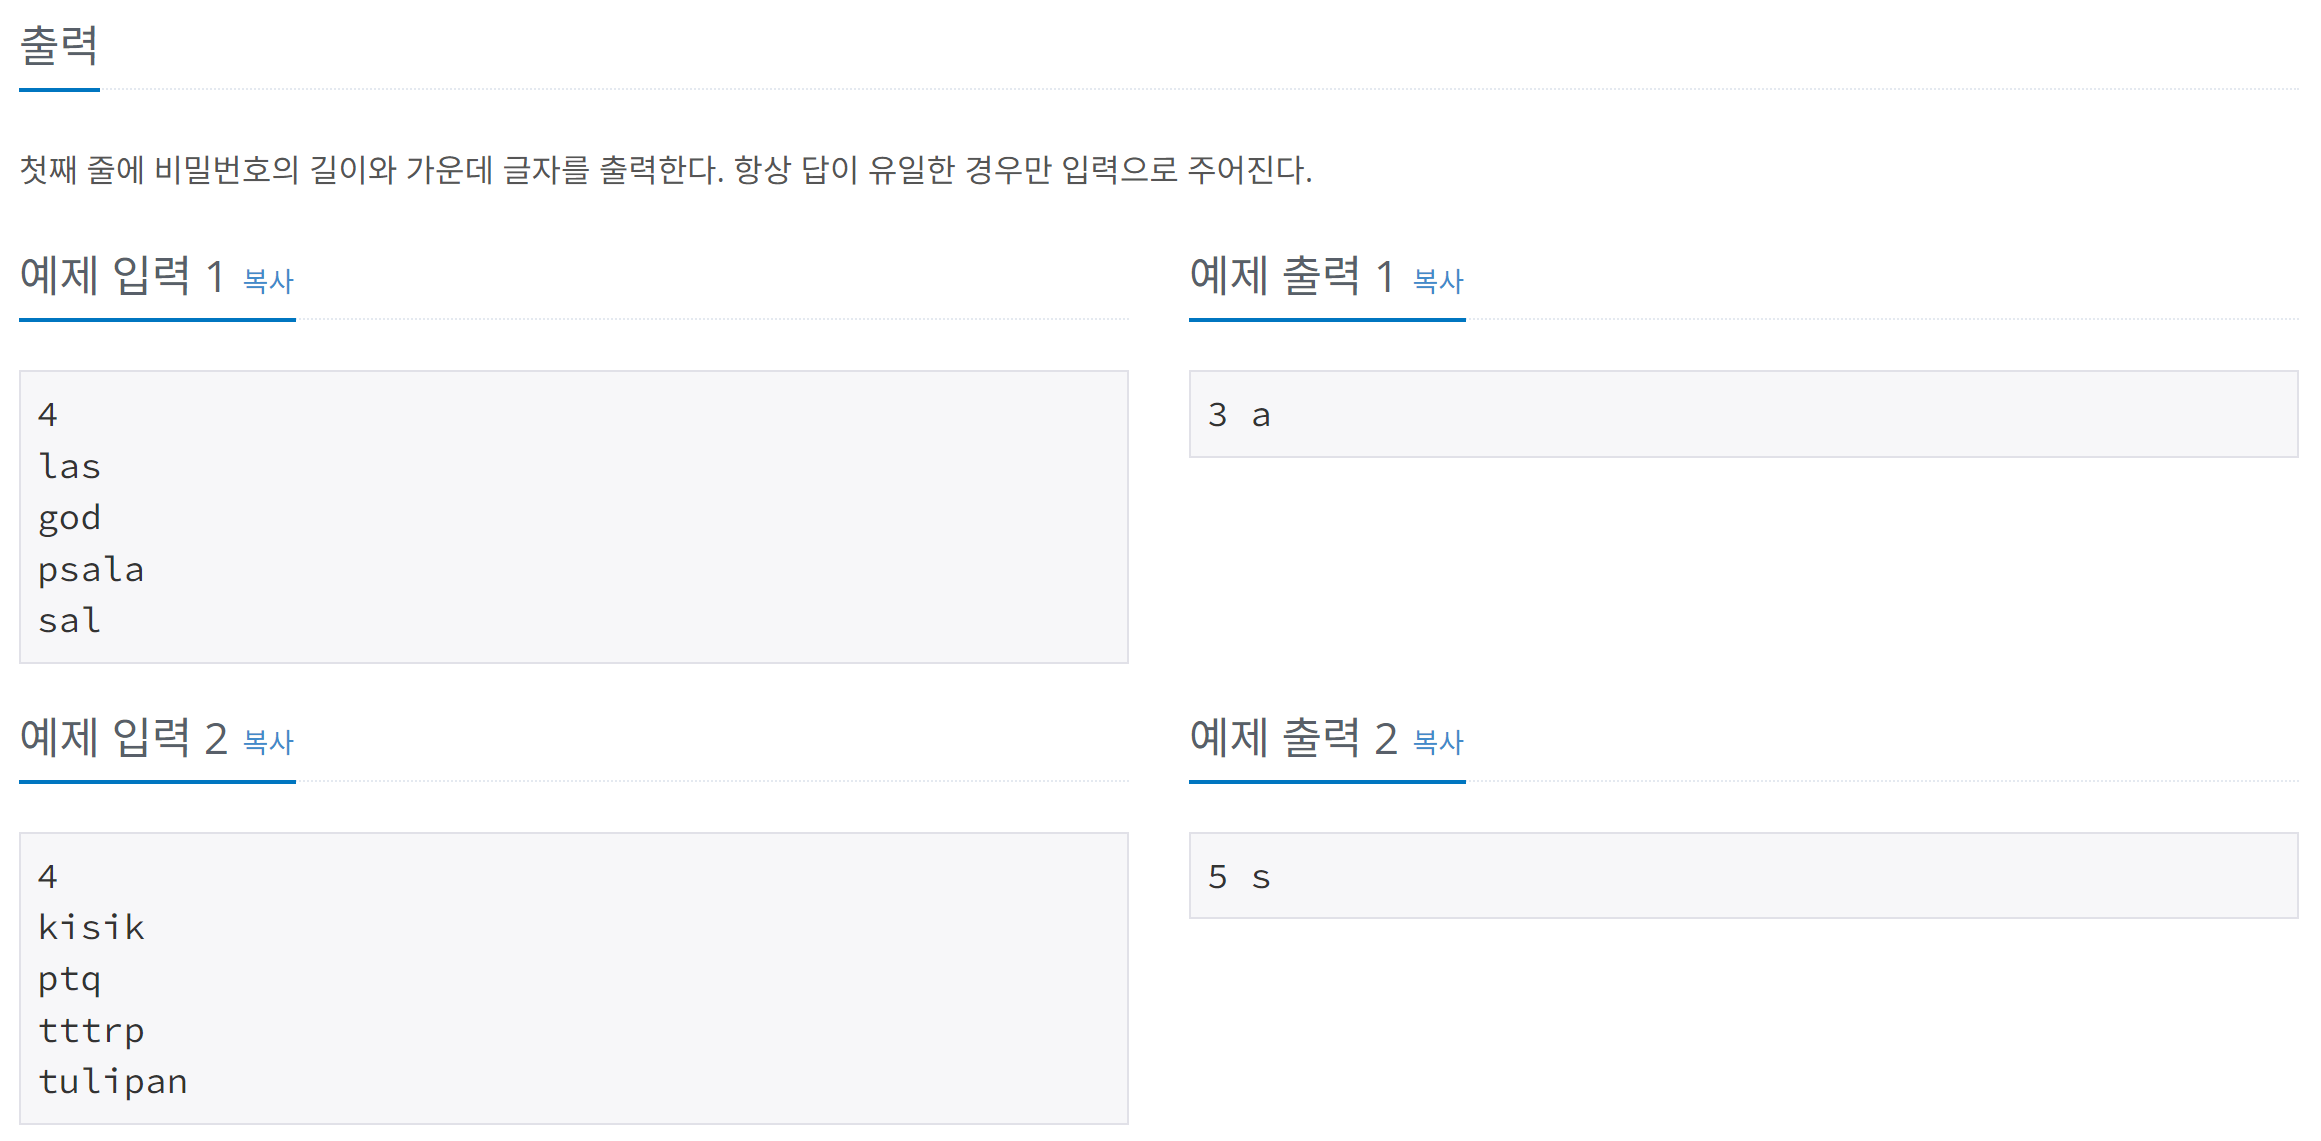 출력
첫째 줄에 비밀번호의 길이와 가운데 글자를 출력한다. 항상 답이 유일한 경우만 입력으로 주어진다.
예제 입력 1 복사
4
las
god
psala
sal
예제 출력 1 복사
3 a
예제 입력 2 복사
4
kisik
ptq
tttrp
tulipan
예제 출력 2 복사
5 s